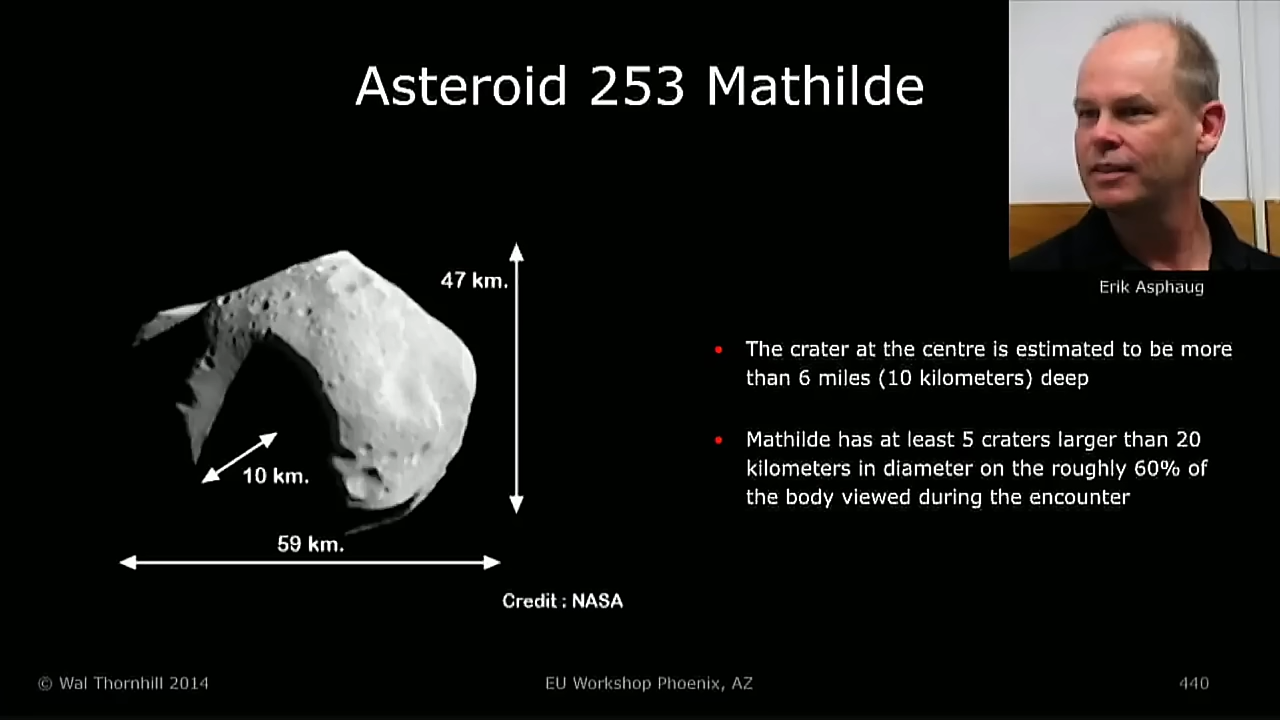 Asteroid 253 Mathilde
Erik Asphaug
47 km.
10 km.
59 km.
Credit : NASA
• The crater at the centre is estimated to be more
than 6 miles (10 kilometers) deep
• Mathilde has at least 5 craters larger than 20
kilometers in diameter on the roughly 60% of
the body viewed during the encounter
© Wal Thornhill 2014
EU Workshop Phoenix, AZ
440